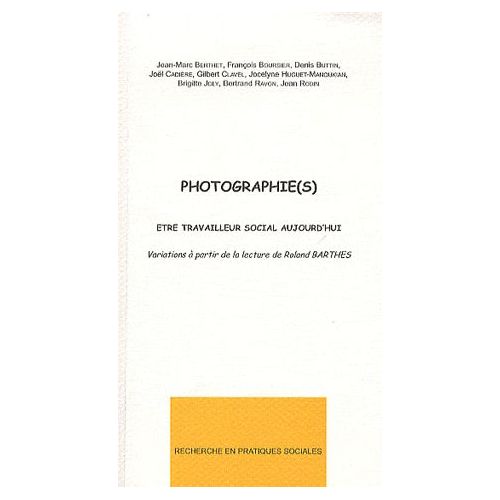 Jean-Marc BERTHET, François BOURSIER, Denis BUTTIN,
Joël CADIÈRE, Gilbert CLAVEL, Jocelyne HUGUET-MANOUKIAN,
Brigitte JOLY, Bertrand RAVON, Jean ROBIN
PHOTOGRAPHIE(S)
ETRE TRAVAILLEUR SOCIAL AUJOURD'HUI
Variations à partir de la lecture de Roland BARTHES
RECHERCHE EN PRATIQUES SOCIALES